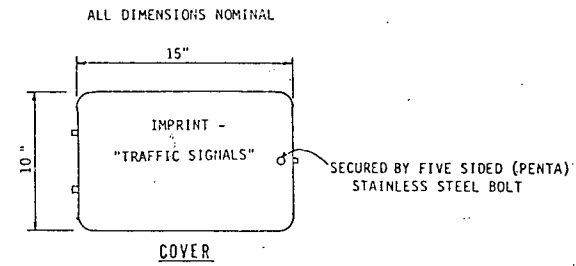 ALL DIMENSIONS NOMINAL
15"
10"
IMPRINT -
"TRAFFIC SIGNALS"
SECURED BY FIVE SIDED (PENTA)
STAINLESS STEEL BOLT
COVER